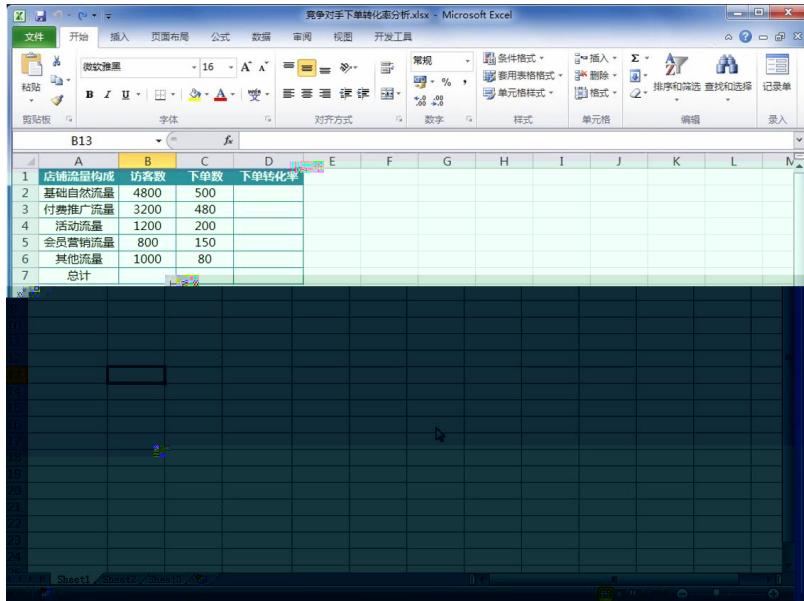 竞争对手下单转化率分析.xlsx - Microsoft Excel
文件 开始 插入 页面布局 公式 数据 审阅 视图 开发工具
微软雅黑 16 常规 条件格式 插入
粘贴 套用表格格式 删除 排序和筛选 查找和选择 记录单
B I U % , 单元格样式 格式
剪贴板 字体 对齐方式 数字 样式 单元格 编辑 录入
B13 fx
A B C D E F G H I J K L M
1 店铺流量构成 访客数 下单数 下单转化率
2 基础自然流量 4800 500
3 付费推广流量 3200 480
4 活动流量 1200 200
5 会员营销流量 800 150
6 其他流量 1000 80
7 总计
19
20
21
22
23
24
Sheet1 Sheet2 Sheet3